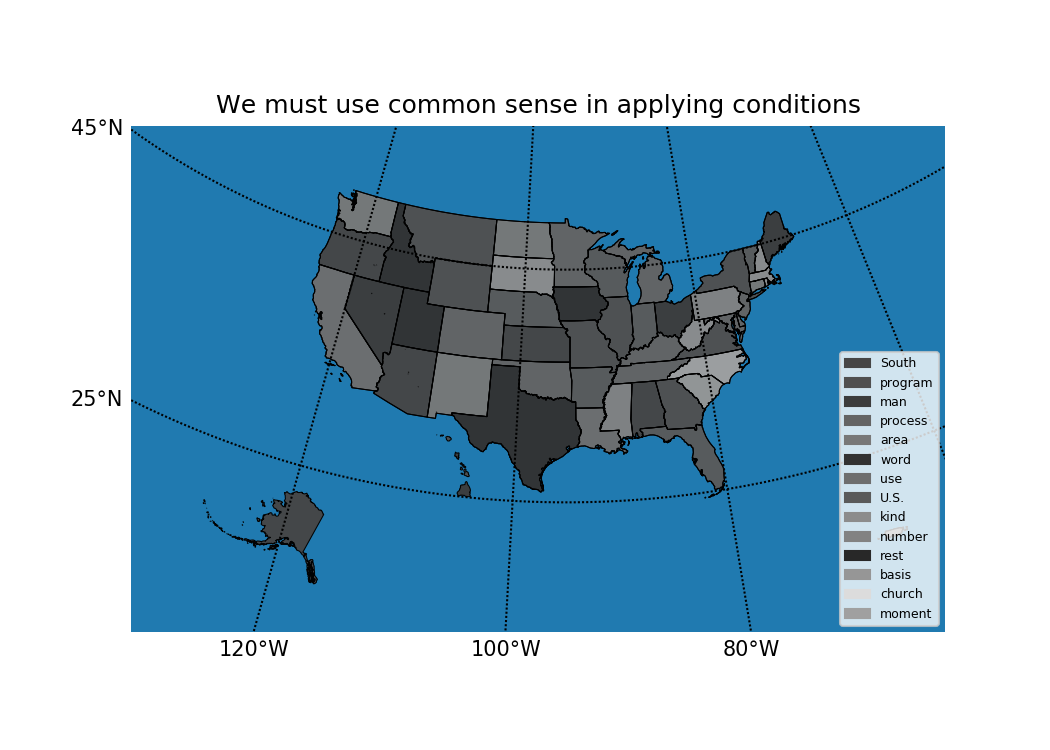 We must use common sense in applying conditions
45°N
25°N
120°W
100°W
80°W
South
program
man
process
area
word
use
U.S.
kind
number
rest
basis
church
moment